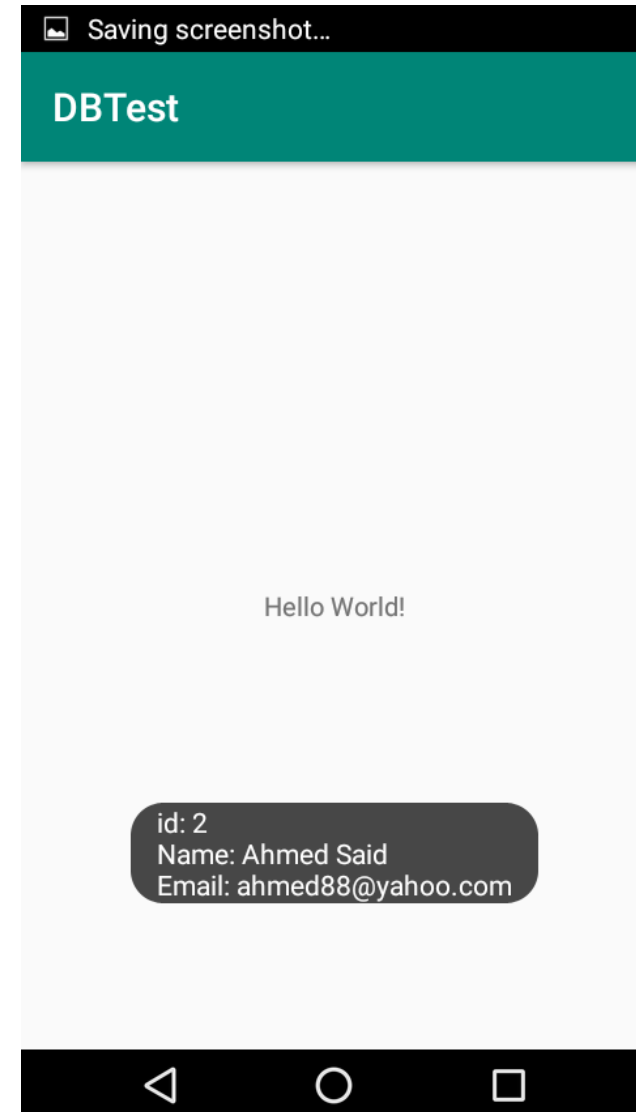 Saving screenshot...
DBTest
Hello World!
id: 2
Name: Ahmed Said
Email: ahmed88@yahoo.com